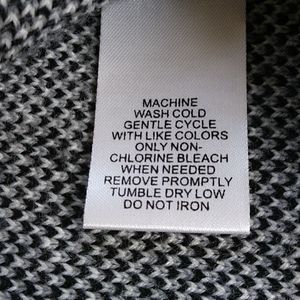 MACHINE
WASH COLD
GENTLE CYCLE
WITH LIKE COLORS
ONLY NON-
CHLORINE BLEACH
WHEN NEEDED
REMOVE PROMPTLY
TUMBLE DRY LOW
DO NOT IRON